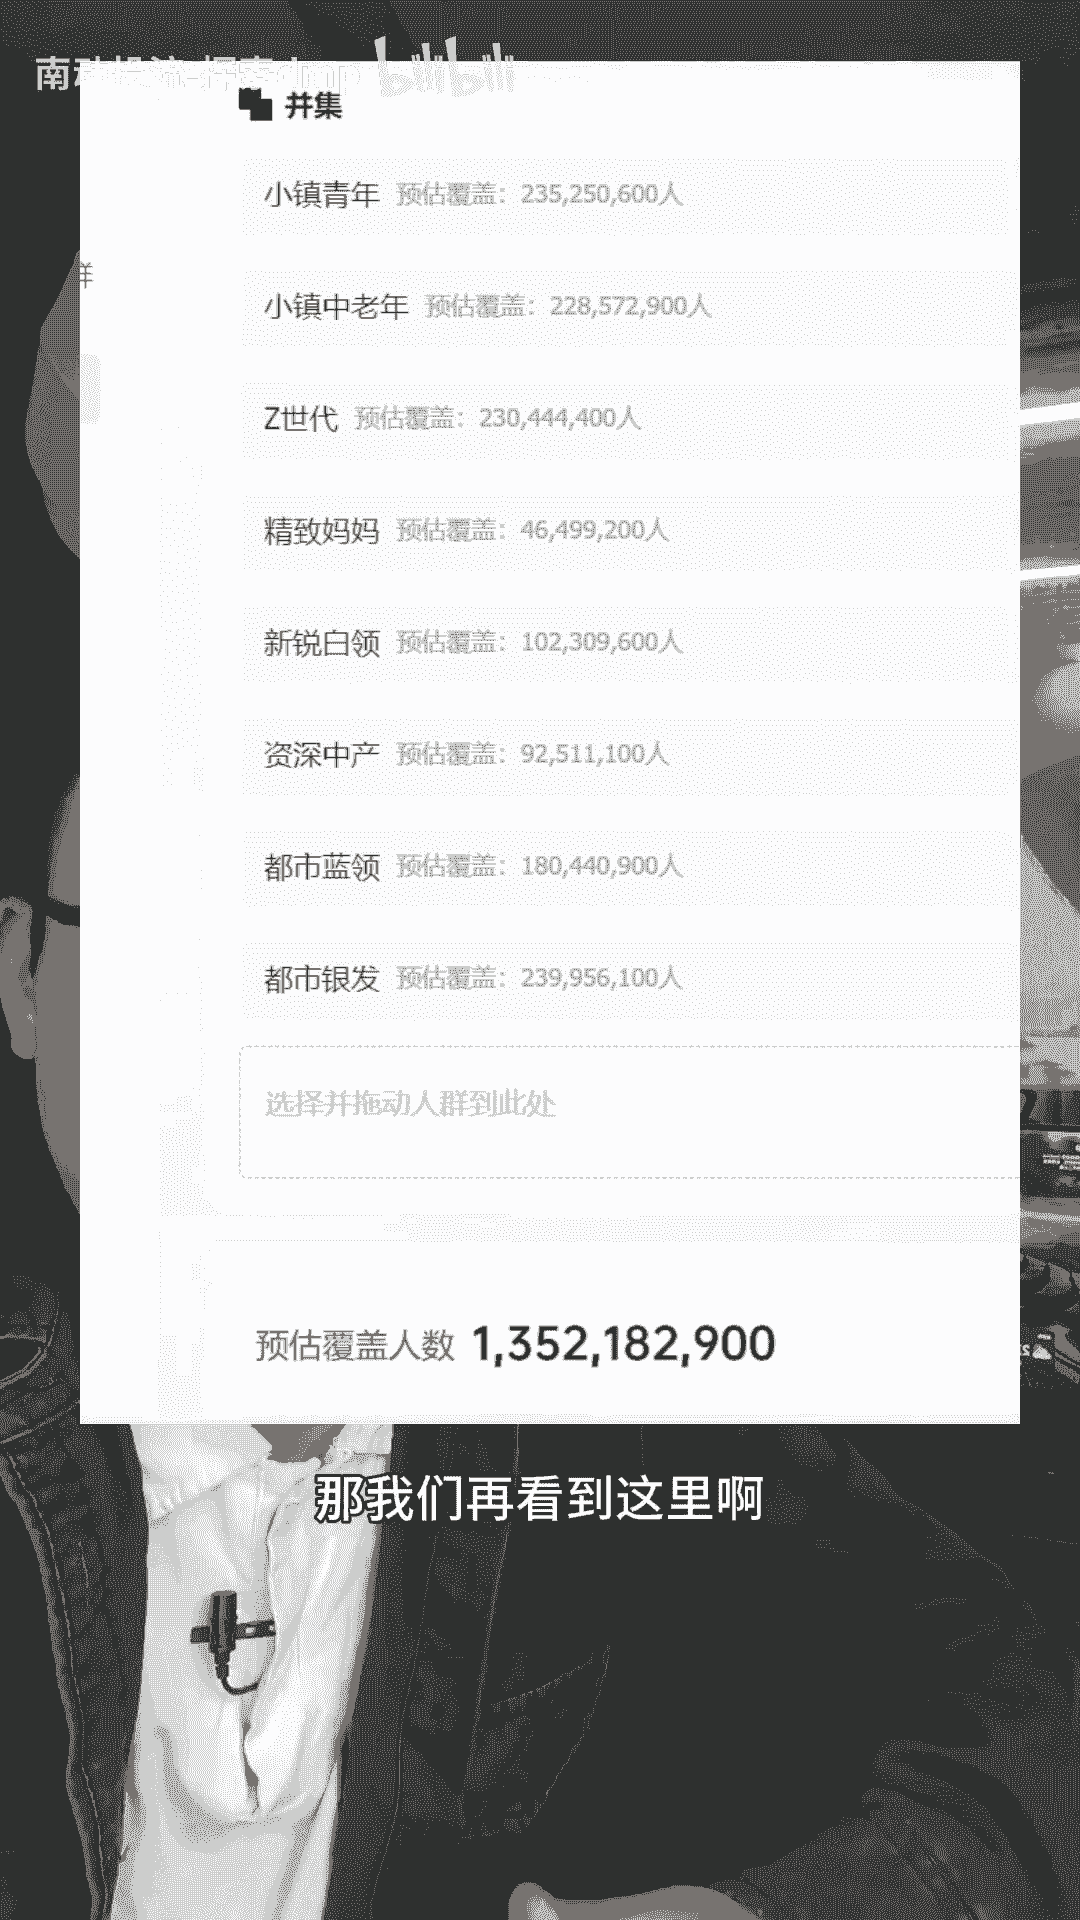 bilibili
并集
小镇青年 预估覆盖：235,250,600人
小镇中老年 预估覆盖：228,572,900人
Z世代 预估覆盖：230,444,400人
精致妈妈 预估覆盖：46,499,200人
新锐白领 预估覆盖：102,309,600人
资深中产 预估覆盖：92,511,100人
都市蓝领 预估覆盖：180,440,900人
都市银发 预估覆盖：239,956,100人
选择并拖动人群到此处
预估覆盖人数 1,352,182,900
那我们再看到这里啊